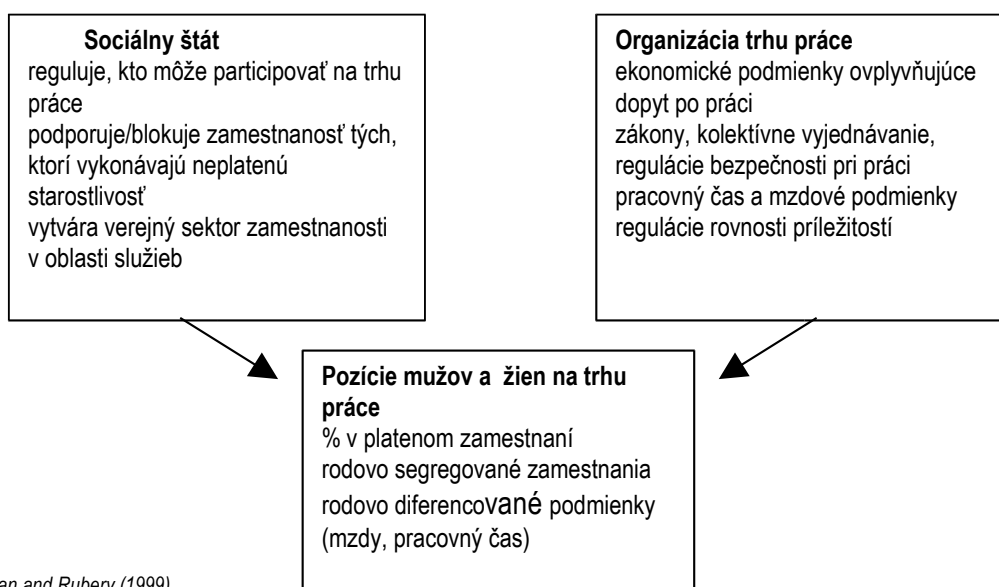 Sociálny štát
reguluje, kto môže participovať na trhu
práce
podporuje/blokuje zamestnanosť tých,
ktorí vykonávajú neplatenú
starostlivosť
vytvára verejný sektor zamestnanosti
v oblasti služieb
Organizácia trhu práce
ekonomické podmienky ovplyvňujúce
dopyt po práci
zákony, kolektívne vyjednávanie,
regulácie bezpečnosti pri práci
pracovný čas a mzdové podmienky
regulácie rovnosti príležitostí
Pozície mužov a žien na trhu
práce
% v platenom zamestnaní
rodovo segregované zamestnania
rodovo diferencované podmienky
(mzdy, pracovný čas)
and Rubery (1999)